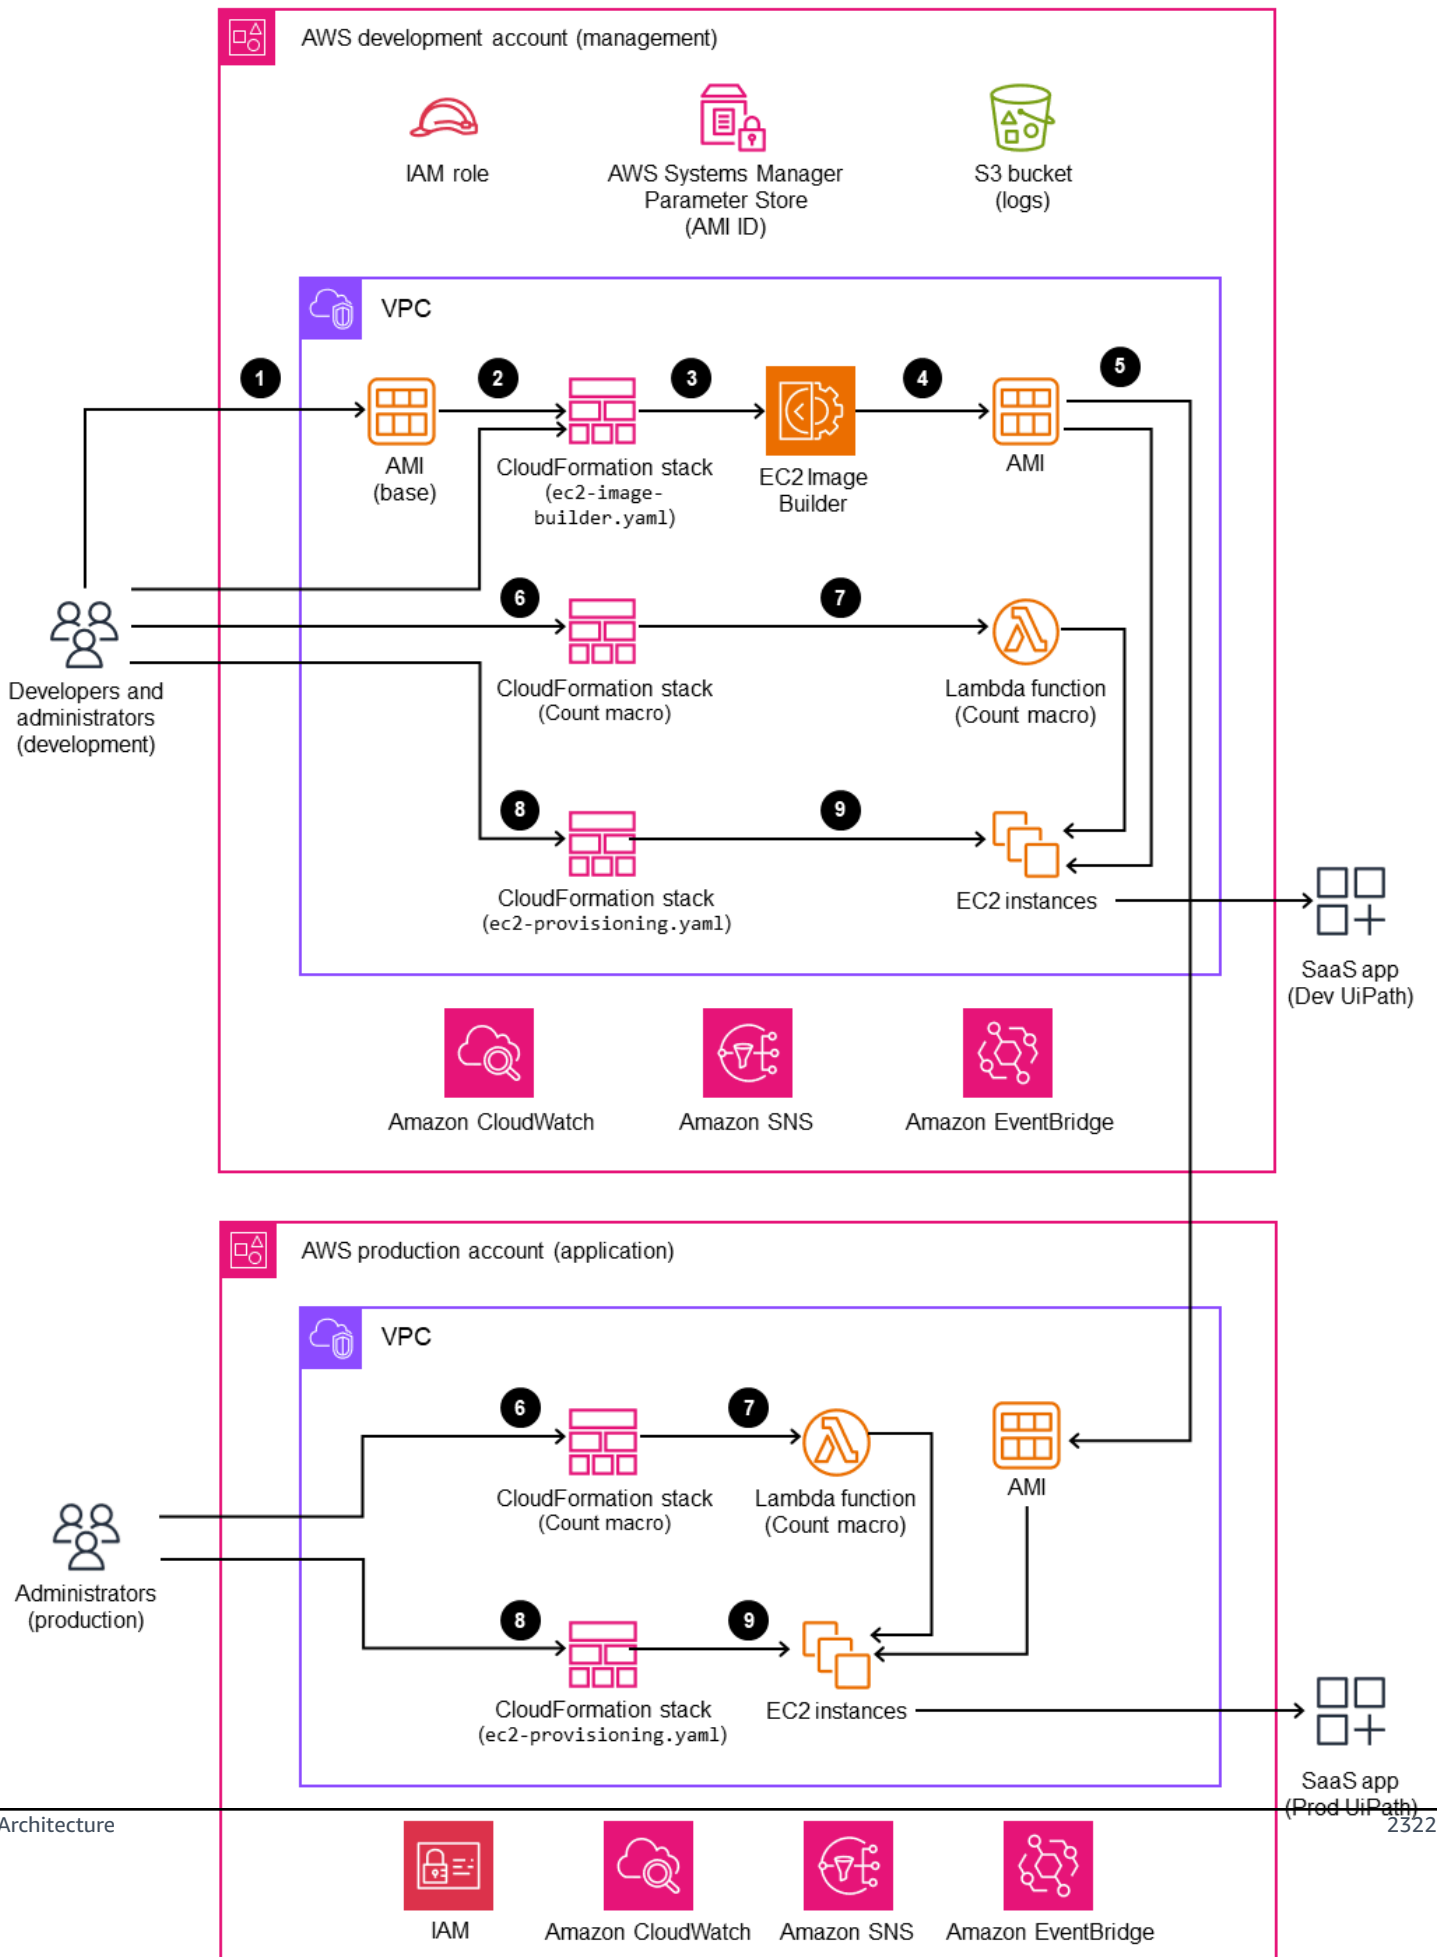 AWS development account (management)
IAM role
AWS Systems Manager
Parameter Store
(AMI ID)
S3 bucket
(logs)
VPC
1
2
3
4
5
AMI
(base)
CloudFormation stack
(ec2-image-
builder.yaml)
EC2 Image
Builder
AMI
6
7
Developers and
administrators
(development)
CloudFormation stack
(Count macro)
Lambda function
(Count macro)
8
9
CloudFormation stack
(ec2-provisioning.yaml)
EC2 instances
SaaS app
(Dev UiPath)
Amazon CloudWatch
Amazon SNS
Amazon EventBridge
AWS production account (application)
VPC
6
7
CloudFormation stack
(Count macro)
Lambda function
(Count macro)
AMI
Administrators
(production)
8
9
CloudFormation stack
(ec2-provisioning.yaml)
EC2 instances
SaaS app
(Prod UiPath)
Architecture
2322
IAM
Amazon CloudWatch
Amazon SNS
Amazon EventBridge